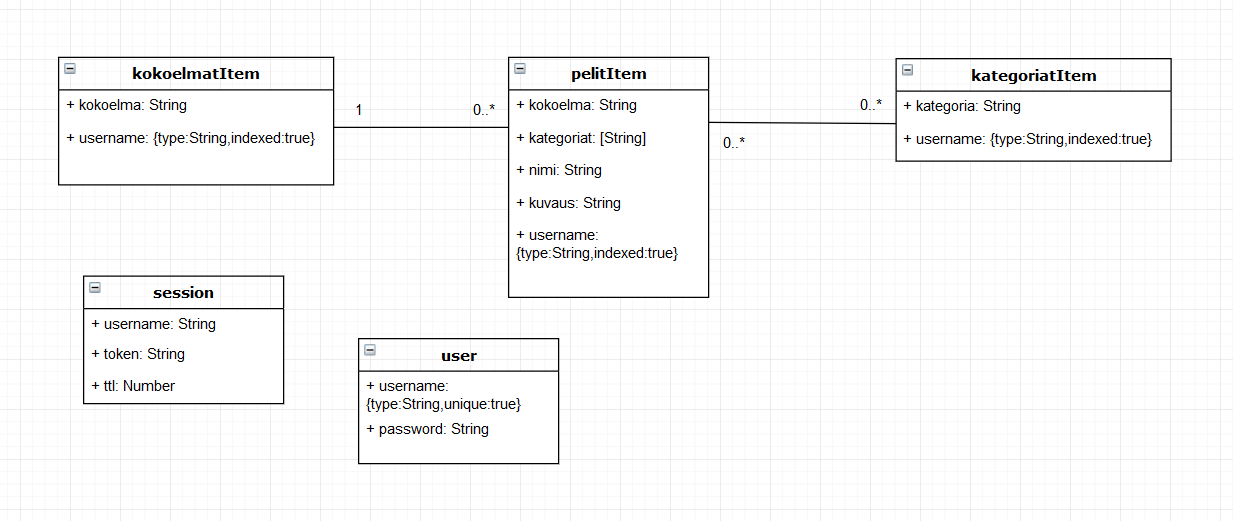 kokoelmatItem
+ kokoelma: String
+ username: {type:String,indexed:true}
1
0..*
pelitItem
+ kokoelma: String
+ kategoriat: [String]
+ nimi: String
+ kuvaus: String
+ username:
{type:String,indexed:true}
0..*
0..*
kategoriatItem
+ kategoria: String
+ username: {type:String,indexed:true}
session
+ username: String
+ token: String
+ ttl: Number
user
+ username:
{type:String,unique:true}
+ password: String